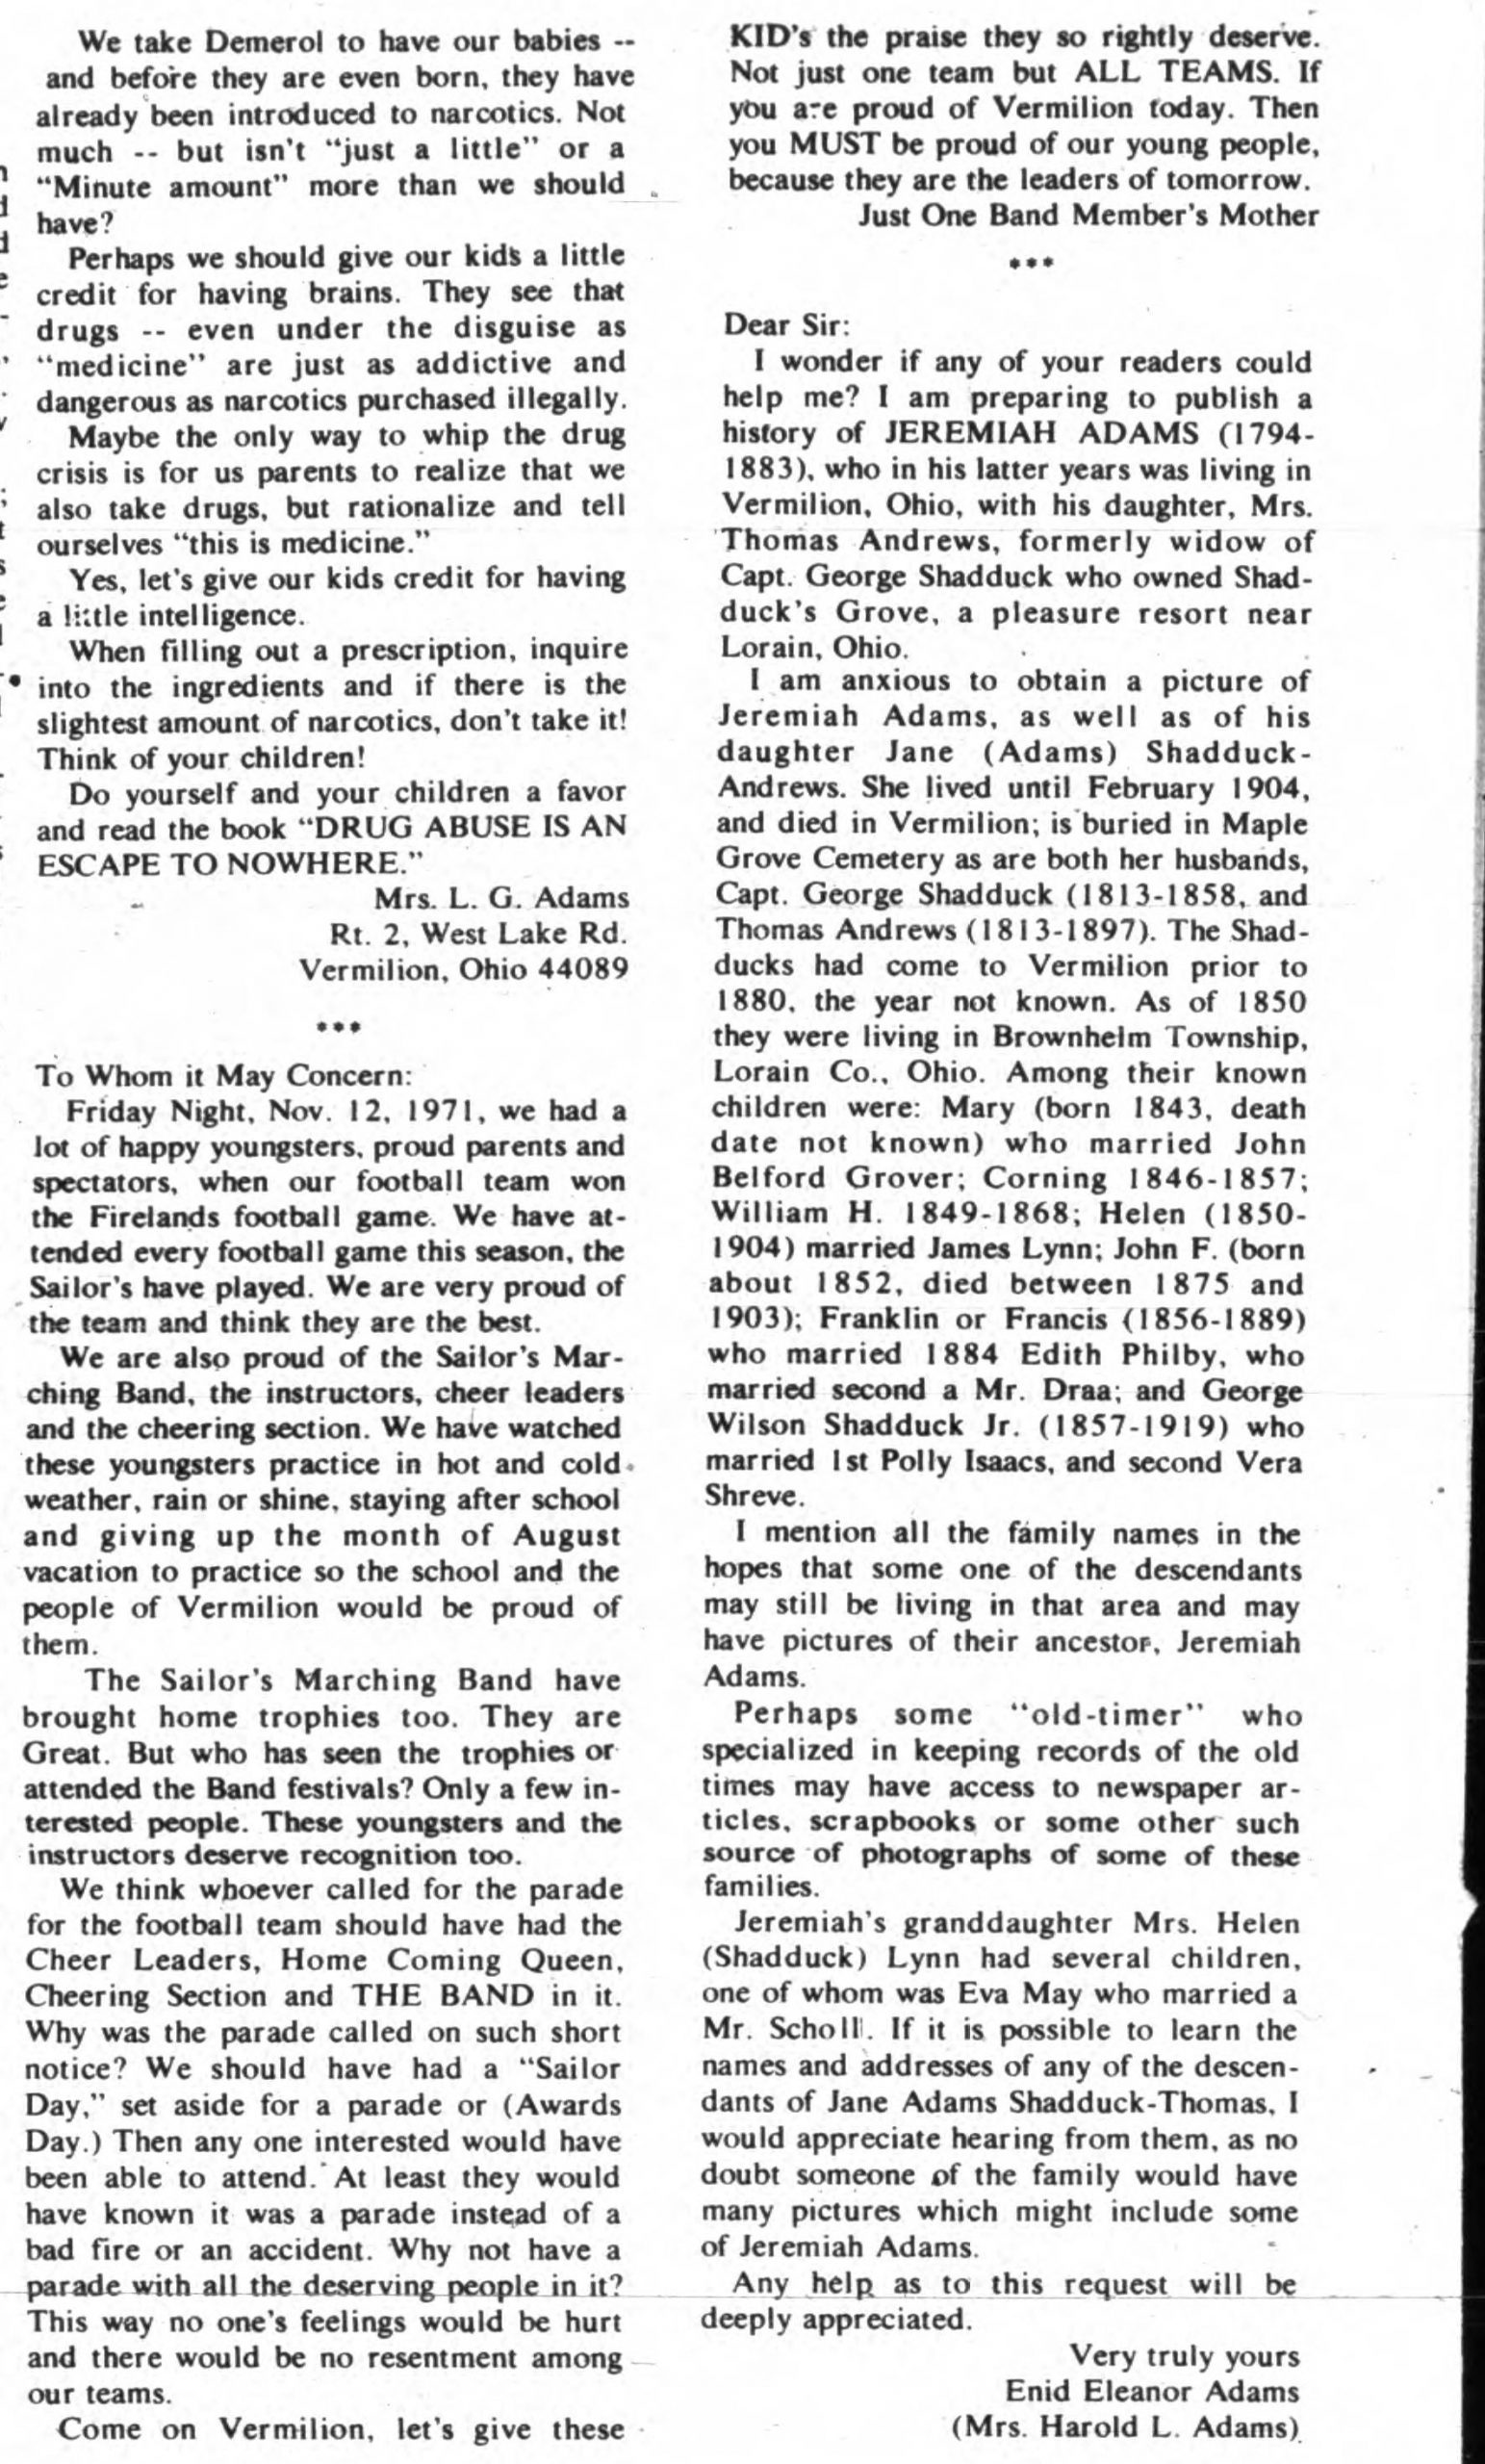 We take Demerol to have our babies --
and before they are even born, they have
already been introduced to narcotics. Not
much -- but isn't "just a little" or a
"Minute amount" more than we should
have?
Perhaps we should give our kids a little
credit for having brains. They see that
drugs -- even under the disguise as
"medicine" are just as addictive and
dangerous as narcotics purchased illegally.
Maybe the only way to whip the drug
crisis is for us parents to realize that we
also take drugs, but rationalize and tell
ourselves "this is medicine."
Yes, let's give our kids credit for having
a little intelligence.
When filling out a prescription, inquire
into the ingredients and if there is the
slightest amount of narcotics, don't take it!
Think of your children!
Do yourself and your children a favor
and read the book "DRUG ABUSE IS AN
ESCAPE TO NOWHERE."
Mrs. L. G. Adams
Rt. 2, West Lake Rd.
Vermilion, Ohio 44089
***
To Whom it May Concern:
Friday Night, Nov. 12, 1971, we had a
lot of happy youngsters, proud parents and
spectators, when our football team won
the Firelands football game. We have at-
tended every football game this season, the
Sailor's have played. We are very proud of
the team and think they are the best.
We are also proud of the Sailor's Mar-
ching Band, the instructors, cheer leaders
and the cheering section. We have watched
these youngsters practice in hot and cold
weather, rain or shine, staying after school
and giving up the month of August
vacation to practice so the school and the
people of Vermilion would be proud of
them.
The Sailor's Marching Band have
brought home trophies too. They are
Great. But who has seen the trophies or
attended the Band festivals? Only a few in-
terested people. These youngsters and the
instructors deserve recognition too.
We think whoever called for the parade
for the football team should have had the
Cheer Leaders, Home Coming Queen,
Cheering Section and THE BAND in it.
Why was the parade called on such short
notice? We should have had a "Sailor
Day," set aside for a parade or (Awards
Day.) Then any one interested would have
been able to attend. At least they would
have known it was a parade instead of a
bad fire or an accident. Why not have a
parade with all the deserving people in it?
This way no one's feelings would be hurt
and there would be no resentment among
our teams.
Come on Vermilion, let's give these
KID's the praise they so rightly deserve.
Not just one team but ALL TEAMS. If
you are proud of Vermilion today. Then
you MUST be proud of our young people,
because they are the leaders of tomorrow.
Just One Band Member's Mother
***
Dear Sir:
I wonder if any of your readers could
help me? I am preparing to publish a
history of JEREMIAH ADAMS (1794-
1883), who in his latter years was living in
Vermilion, Ohio, with his daughter, Mrs.
Thomas Andrews, formerly widow of
Capt. George Shadduck who owned Shad-
duck's Grove, a pleasure resort near
Lorain, Ohio.
I am anxious to obtain a picture of
Jeremiah Adams, as well as of his
daughter Jane (Adams) Shadduck-
Andrews. She lived until February 1904,
and died in Vermilion; is buried in Maple
Grove Cemetery as are both her husbands,
Capt. George Shadduck (1813-1858, and
Thomas Andrews (1813-1897). The Shad-
ducks had come to Vermilion prior to
1880, the year not known. As of 1850
they were living in Brownhelm Township,
Lorain Co., Ohio. Among their known
children were: Mary (born 1843, death
date not known) who married John
Belford Grover; Corning 1846-1857;
William H. 1849-1868; Helen (1850-
1904) married James Lynn; John F. (born
about 1852, died between 1875 and
1903); Franklin or Francis (1856-1889)
who married 1884 Edith Philby, who
married second a Mr. Draa; and George
Wilson Shadduck Jr. (1857-1919) who
married 1st Polly Isaacs, and second Vera
Shreve.
I mention all the family names in the
hopes that some one of the descendants
may still be living in that area and may
have pictures of their ancestor, Jeremiah
Adams.
Perhaps some "old-timer" who
specialized in keeping records of the old
times may have access to newspaper ar-
ticles, scrapbooks or some other such
source of photographs of some of these
families.
Jeremiah's granddaughter Mrs. Helen
(Shadduck) Lynn had several children,
one of whom was Eva May who married a
Mr. Scholl. If it is possible to learn the
names and addresses of any of the descen-
dants of Jane Adams Shadduck-Thomas, I
would appreciate hearing from them, as no
doubt someone of the family would have
many pictures which might include some
of Jeremiah Adams.
Any help as to this request will be
deeply appreciated.
Very truly yours
Enid Eleanor Adams
(Mrs. Harold L. Adams)